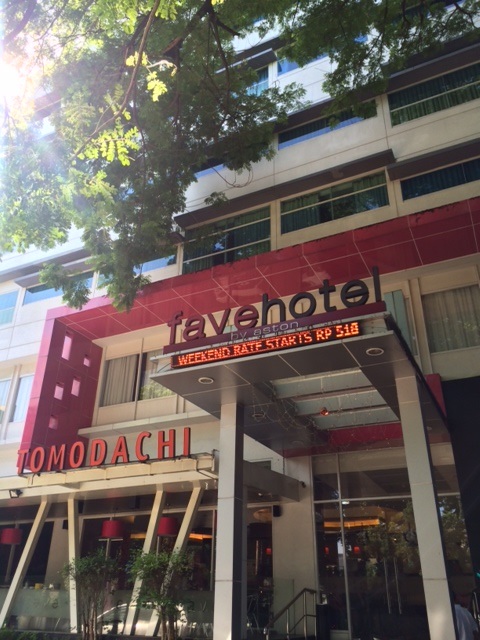 favehotel
by aston
WEEKEND RATE STARTS RP 518
TOMODACHI